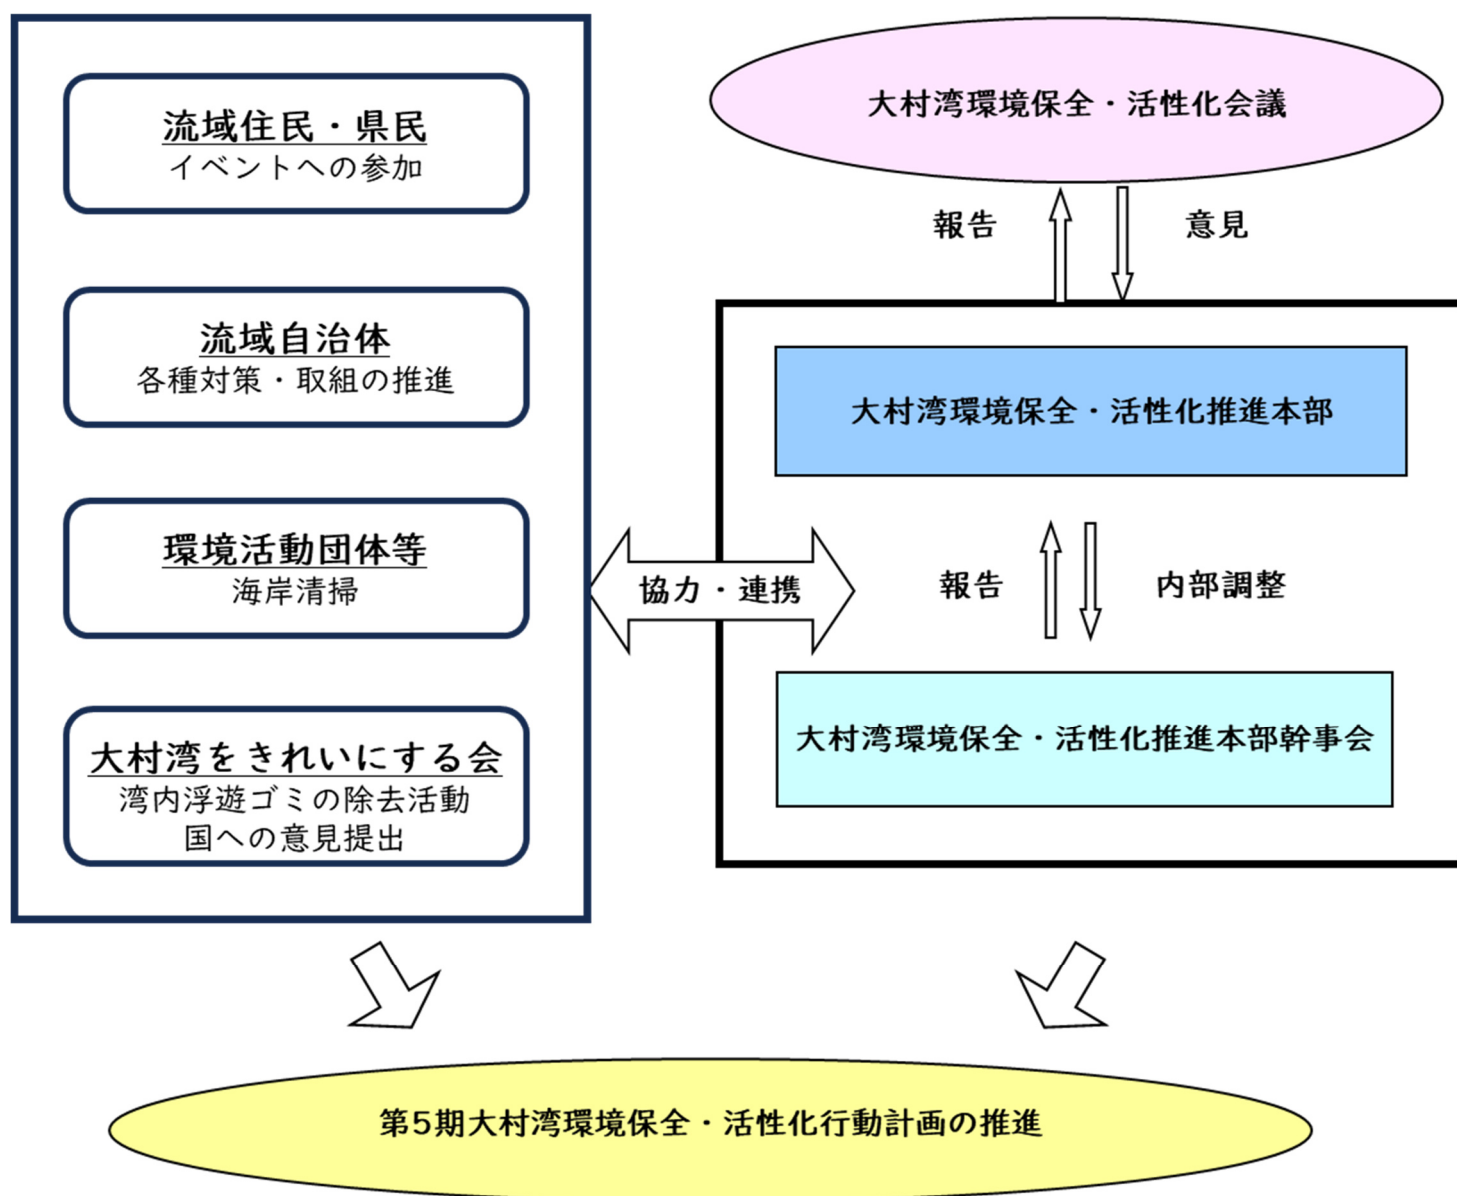 流域住民・県民
イベントへの参加
流域自治体
各種対策・取組の推進
環境活動団体等
海岸清掃
大村湾をきれいにする会
湾内浮遊ゴミの除去活動
国への意見提出
協力・連携
大村湾環境保全・活性化会議
報告
意見
大村湾環境保全・活性化推進本部
報告
内部調整
大村湾環境保全・活性化推進本部幹事会
第5期大村湾環境保全・活性化行動計画の推進